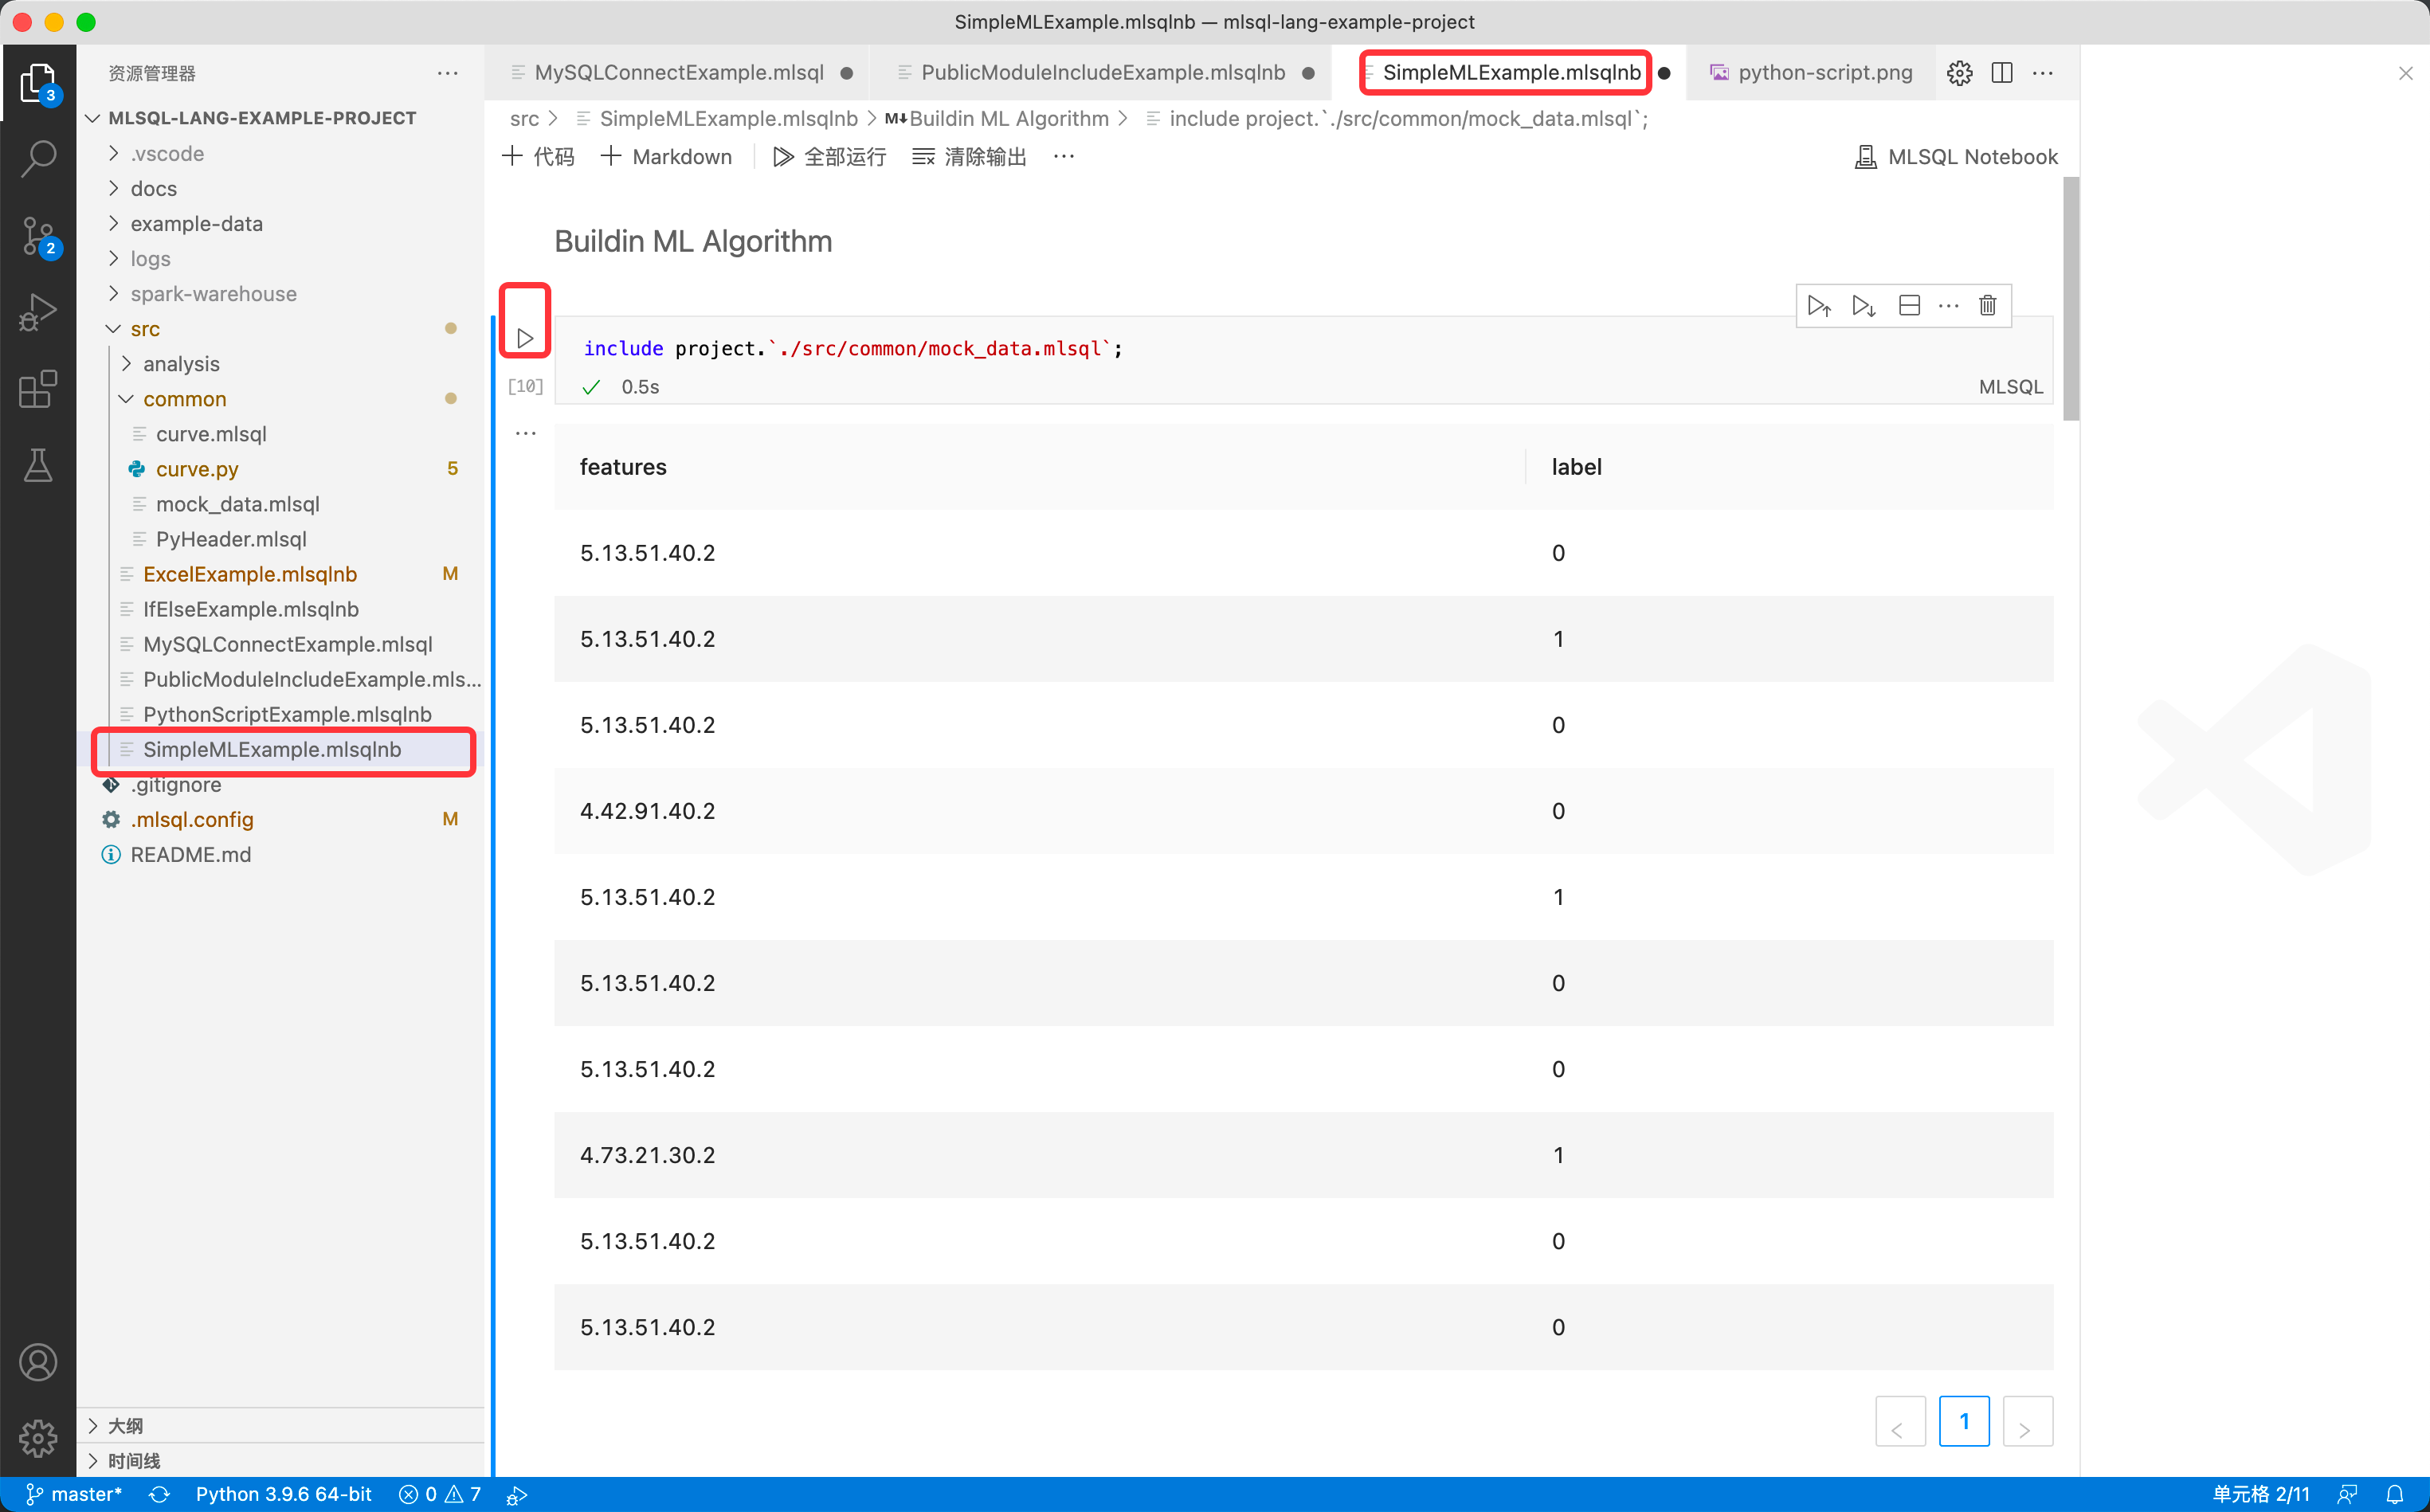 SimpleMLExample.mlsqlnb — mlsql-lang-example-project
资源管理器
3
MLSQL-LANG-EXAMPLE-PROJECT
.vscode
docs
example-data
2
logs
spark-warehouse
src
analysis
common
curve.mlsql
curve.py 5
mock_data.mlsql
PyHeader.mlsql
ExcelExample.mlsqlnb M
IfElseExample.mlsqlnb
MySQLConnectExample.mlsql
PublicModuleIncludeExample.mls...
PythonScriptExample.mlsqlnb
SimpleMLExample.mlsqlnb
.gitignore
.mlsql.config M
README.md
大纲
时间线
MySQLConnectExample.mlsql PublicModuleIncludeExample.mlsqlnb SimpleMLExample.mlsqlnb python-script.png
src > SimpleMLExample.mlsqlnb > M↓Buildin ML Algorithm > include project.`./src/common/mock_data.mlsql`;
代码 Markdown 全部运行 清除输出 MLSQL Notebook
Buildin ML Algorithm
include project.`./src/common/mock_data.mlsql`;
[10] 0.5s MLSQL
features label
5.13.51.40.2 0
5.13.51.40.2 1
5.13.51.40.2 0
4.42.91.40.2 0
5.13.51.40.2 1
5.13.51.40.2 0
5.13.51.40.2 0
4.73.21.30.2 1
5.13.51.40.2 0
5.13.51.40.2 0
< 1 >
master* Python 3.9.6 64-bit 0 7 单元格 2/11